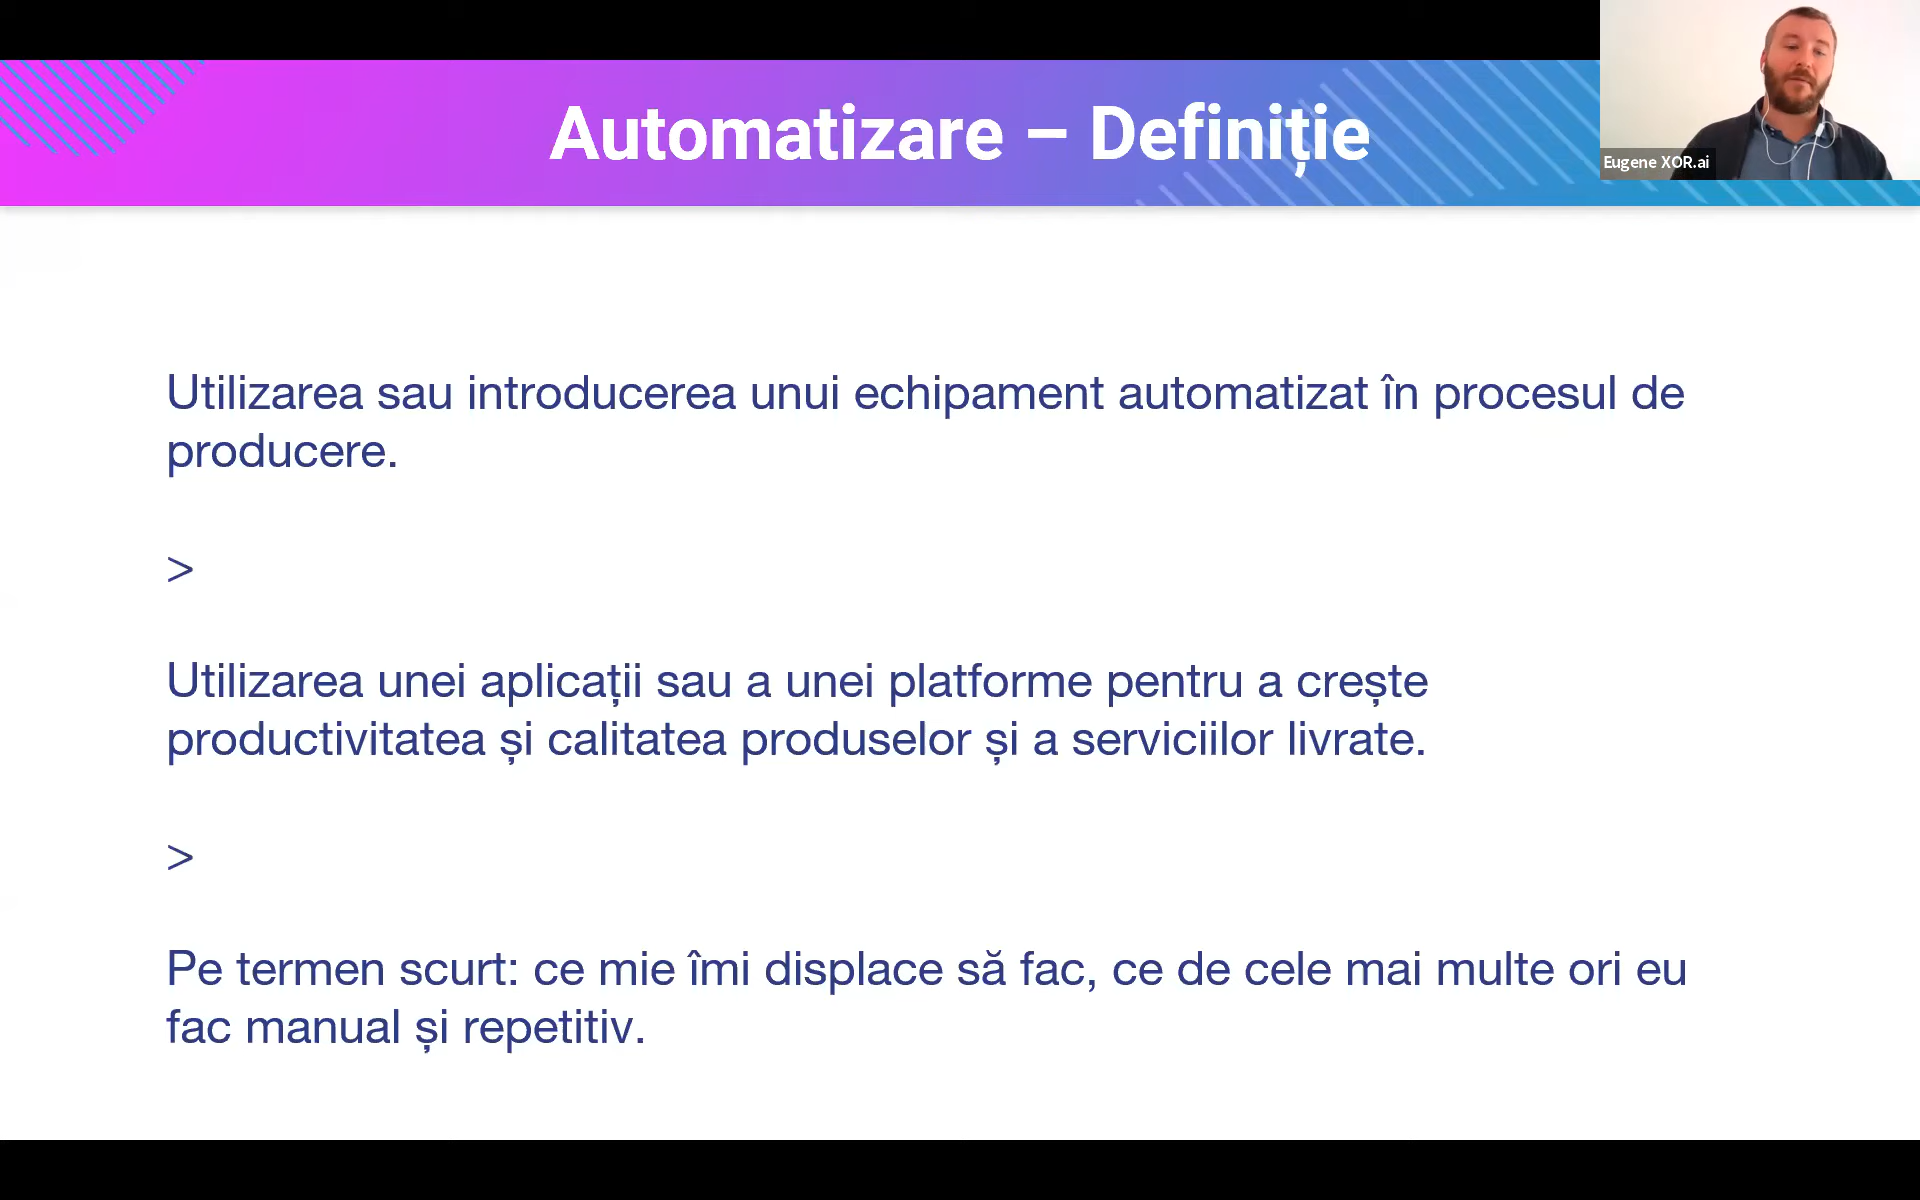 Automatizare – Definiție
Eugene XOR.ai
Utilizarea sau introducerea unui echipament automatizat în procesul de
producere.
>
Utilizarea unei aplicații sau a unei platforme pentru a crește
productivitatea și calitatea produselor și a serviciilor livrate.
>
Pe termen scurt: ce mie îmi displace să fac, ce de cele mai multe ori eu
fac manual și repetitiv.